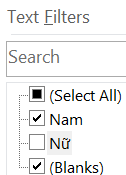 Text Filters
Search
(Select All)
Nam
Nữ
(Blanks)